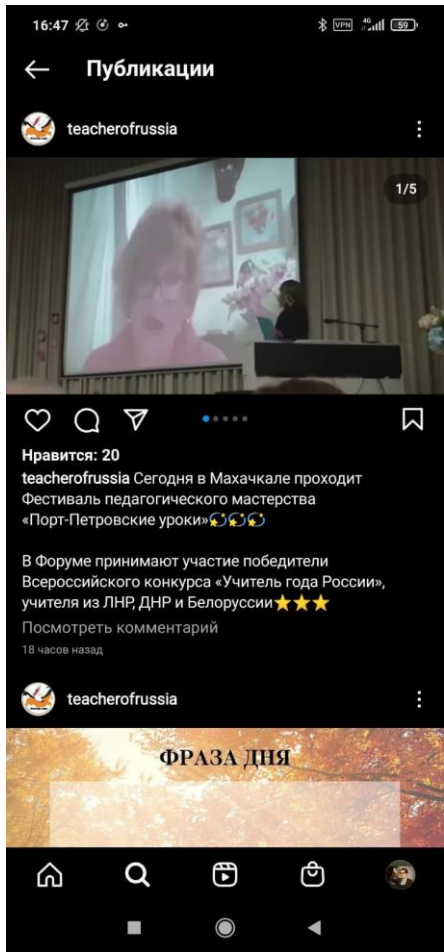 16:47
VPN 4G 59
Публикации
teacherofrussia
1/5
Нравится: 20
teacherofrussia Сегодня в Махачкале проходит
Фестиваль педагогического мастерства
«Порт-Петровские уроки»💫💫💫
В Форуме принимают участие победители
Всероссийского конкурса «Учитель года России»,
учителя из ЛНР, ДНР и Белоруссии⭐⭐⭐
Посмотреть комментарий
18 часов назад
teacherofrussia
ФРАЗА ДНЯ